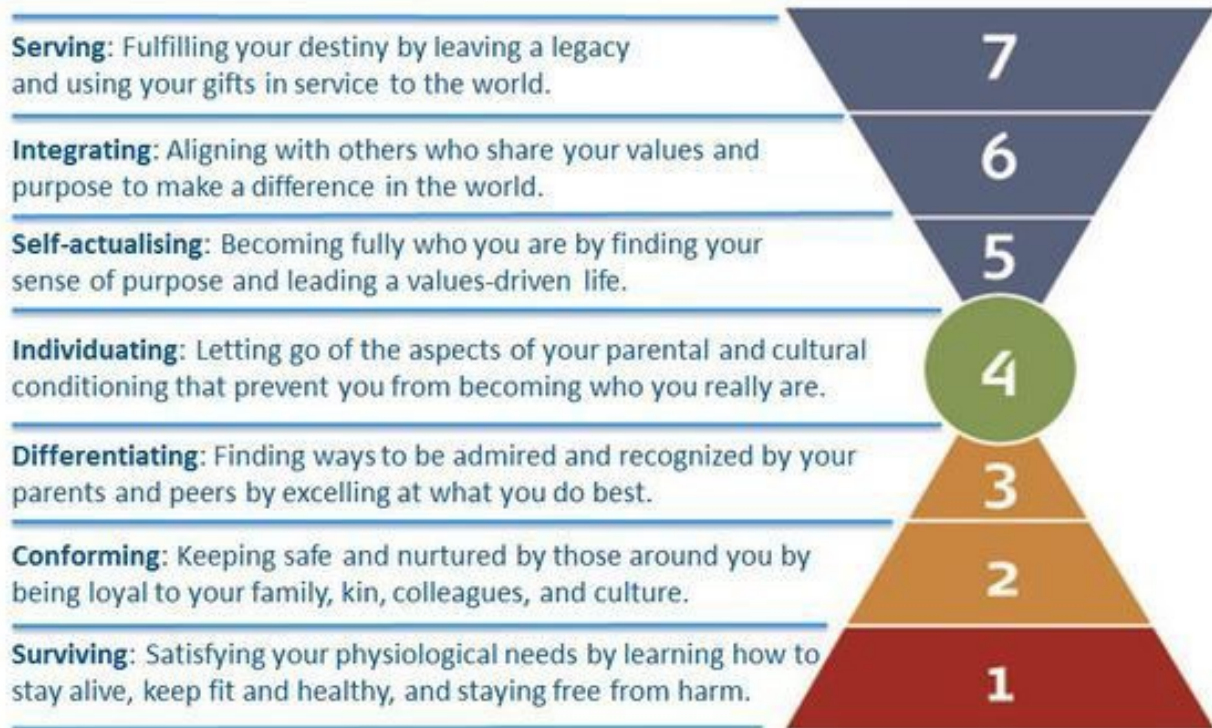 Serving: Fulfilling your destiny by leaving a legacy
and using your gifts in service to the world.
7
Integrating: Aligning with others who share your values and
purpose to make a difference in the world.
6
Self-actualising: Becoming fully who you are by finding your
sense of purpose and leading a values-driven life.
5
Individuating: Letting go of the aspects of your parental and cultural
conditioning that prevent you from becoming who you really are.
4
Differentiating: Finding ways to be admired and recognized by your
parents and peers by excelling at what you do best.
3
Conforming: Keeping safe and nurtured by those around you by
being loyal to your family, kin, colleagues, and culture.
2
Surviving: Satisfying your physiological needs by learning how to
stay alive, keep fit and healthy, and staying free from harm.
1